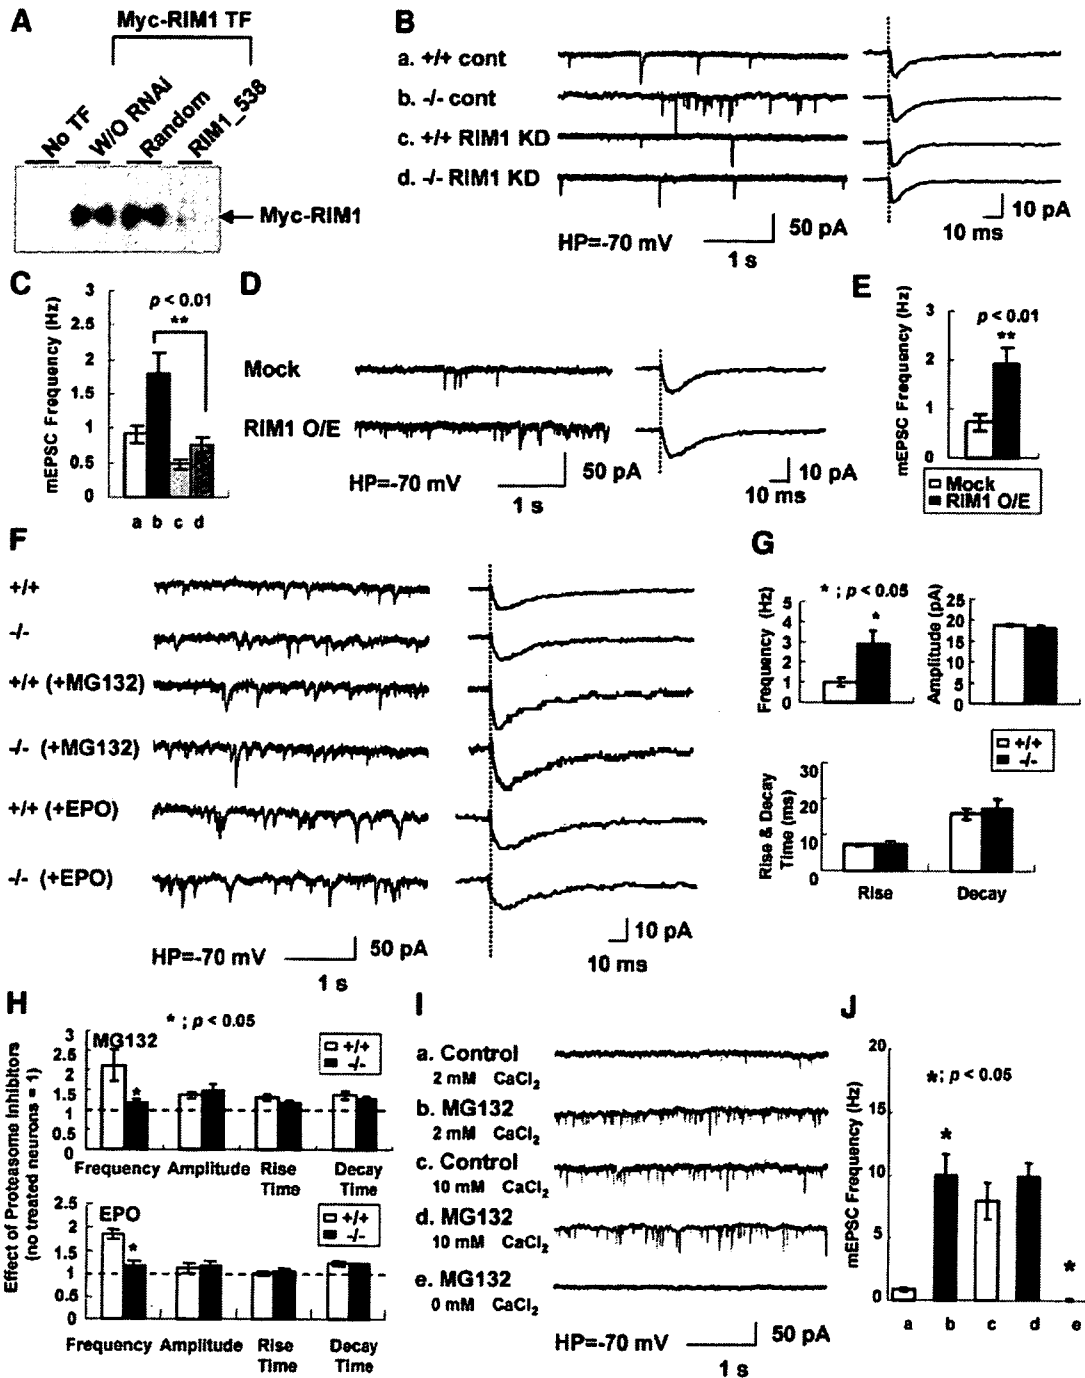 A
Myc-RIM1 TF
No TF
W/O RNAi
Random
RIM1_538
Myc-RIM1
B
a. +/+ cont
b. -/- cont
c. +/+ RIM1 KD
d. -/- RIM1 KD
HP=-70 mV
50 pA
1 s
10 pA
10 ms
C
mEPSC Frequency (Hz)
3
2.5
2
1.5
1
0.5
0
p < 0.01
**
a b c d
D
Mock
RIM1 O/E
HP=-70 mV
50 pA
1 s
10 pA
10 ms
E
mEPSC Frequency (Hz)
3
2
1
0
p < 0.01
**
Mock
RIM1 O/E
F
+/+
-/-
+/+ (+MG132)
-/- (+MG132)
+/+ (+EPO)
-/- (+EPO)
HP=-70 mV
50 pA
1 s
10 pA
10 ms
G
* ; p < 0.05
Frequency (Hz)
5
4
3
2
1
0
*
Amplitude (pA)
25
20
15
10
5
0
+/+
-/-
Rise & Decay
Time (ms)
30
20
10
0
Rise
Decay
H
* ; p < 0.05
Effect of Proteasome Inhibitors
(no treated neurons = 1)
MG132
3
2.5
2
1.5
1
0.5
0
*
+/+
-/-
Frequency Amplitude Rise Time Decay Time
EPO
2.5
2
1.5
1
0.5
0
*
+/+
-/-
Frequency Amplitude Rise Time Decay Time
I
a. Control
2 mM CaCl2
b. MG132
2 mM CaCl2
c. Control
10 mM CaCl2
d. MG132
10 mM CaCl2
e. MG132
0 mM CaCl2
HP=-70 mV
50 pA
1 s
J
mEPSC Frequency (Hz)
20
15
10
5
0
*; p < 0.05
*
*
a b c d e